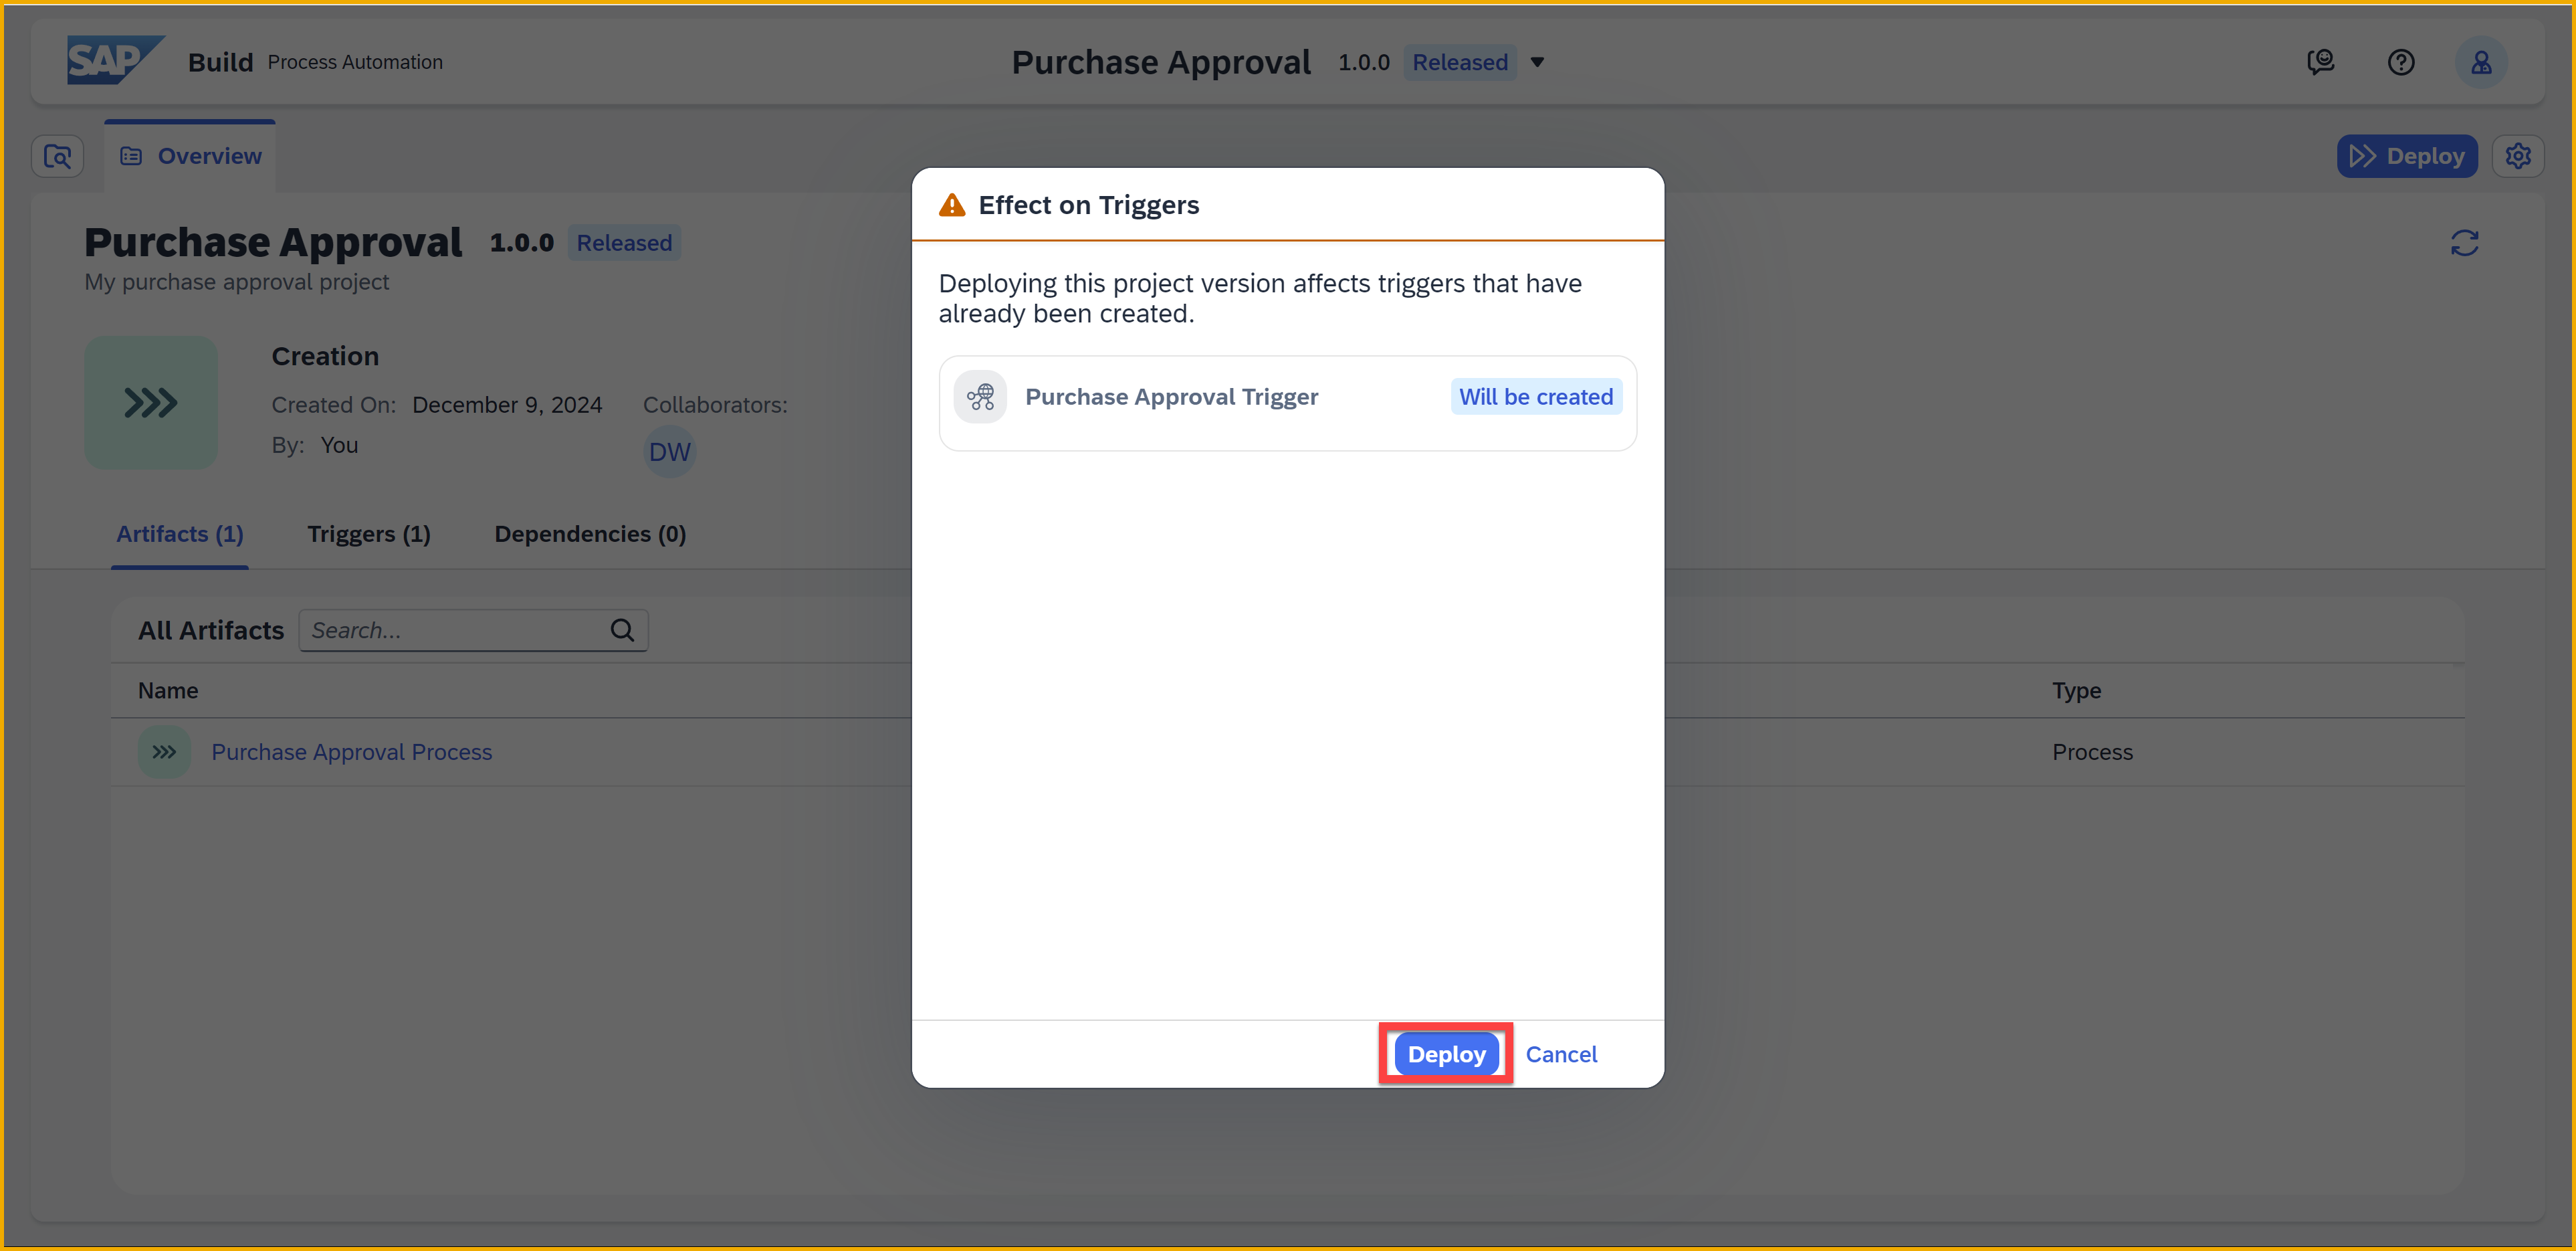 SAP Build Process Automation
Purchase Approval 1.0.0 Released
Overview
Deploy
Purchase Approval 1.0.0 Released
My purchase approval project
Creation
Created On: December 9, 2024
Collaborators:
By: You
DW
Artifacts (1) Triggers (1) Dependencies (0)
All Artifacts Search...
Name Type
Purchase Approval Process Process
Effect on Triggers
Deploying this project version affects triggers that have
already been created.
Purchase Approval Trigger Will be created
Deploy Cancel